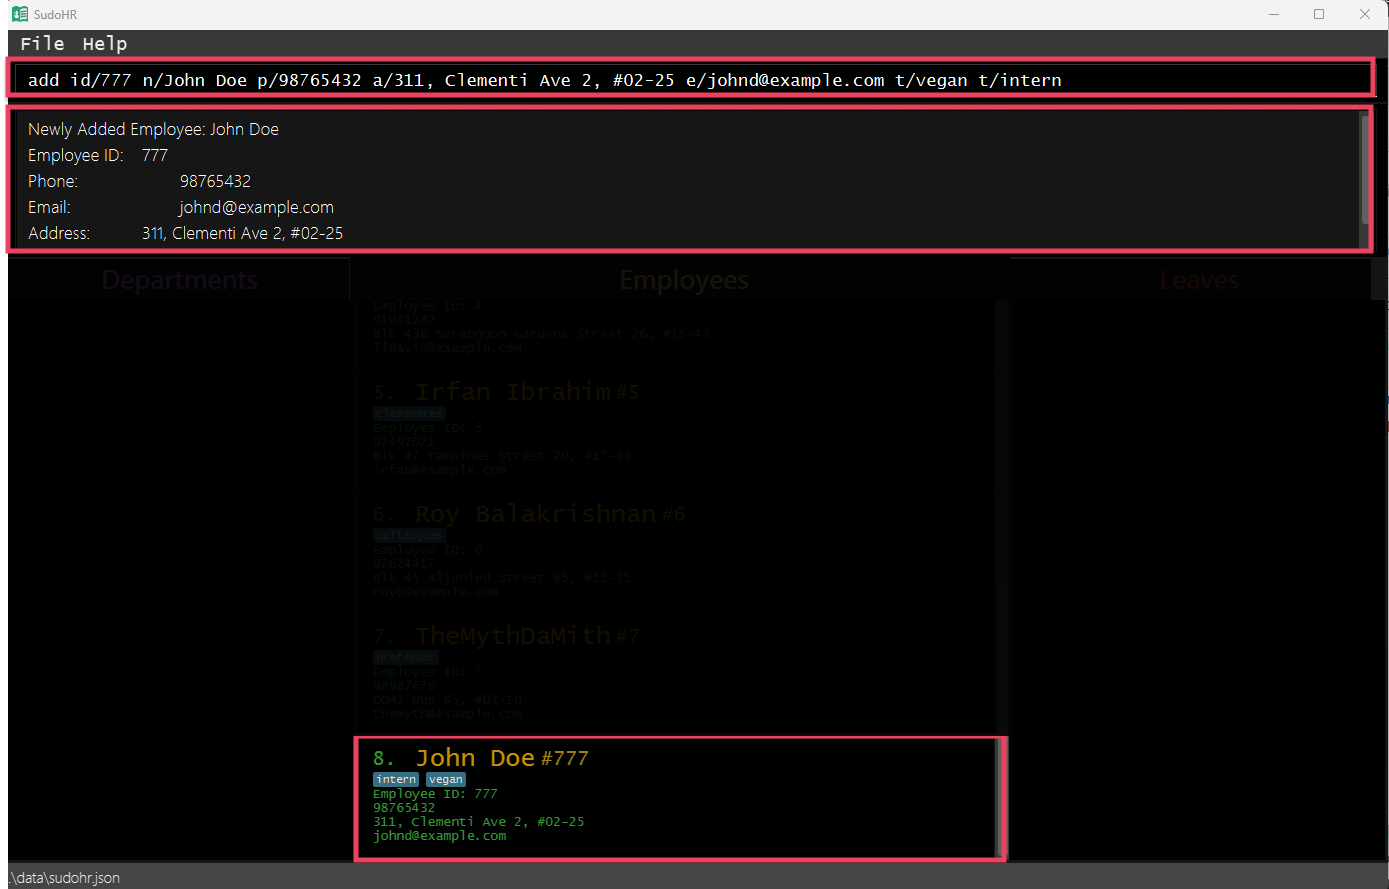 SudoHR
File Help
add id/777 n/John Doe p/98765432 a/311, Clementi Ave 2, #02-25 e/johnd@example.com t/vegan t/intern
Newly Added Employee: John Doe
Employee ID: 777
Phone: 98765432
Email: johnd@example.com
Address: 311, Clementi Ave 2, #02-25
Departments Employees Leaves
Employee ID: 4
91031282
Blk 436 Serangoon Gardens Street 26, #16-43
lidavid@example.com
5. Irfan Ibrahim #5
classmates
Employee ID: 5
92492021
Blk 47 Tampines Street 20, #17-35
irfan@example.com
6. Roy Balakrishnan #6
colleagues
Employee ID: 6
92624417
Blk 45 Aljunied Street 85, #11-31
royb@example.com
7. TheMythDaMith #7
professor
Employee ID: 7
98987676
COM2 NUS 85, #03-10
themyth@example.com
8. John Doe #777
intern vegan
Employee ID: 777
98765432
311, Clementi Ave 2, #02-25
johnd@example.com
.\data\sudohr.json